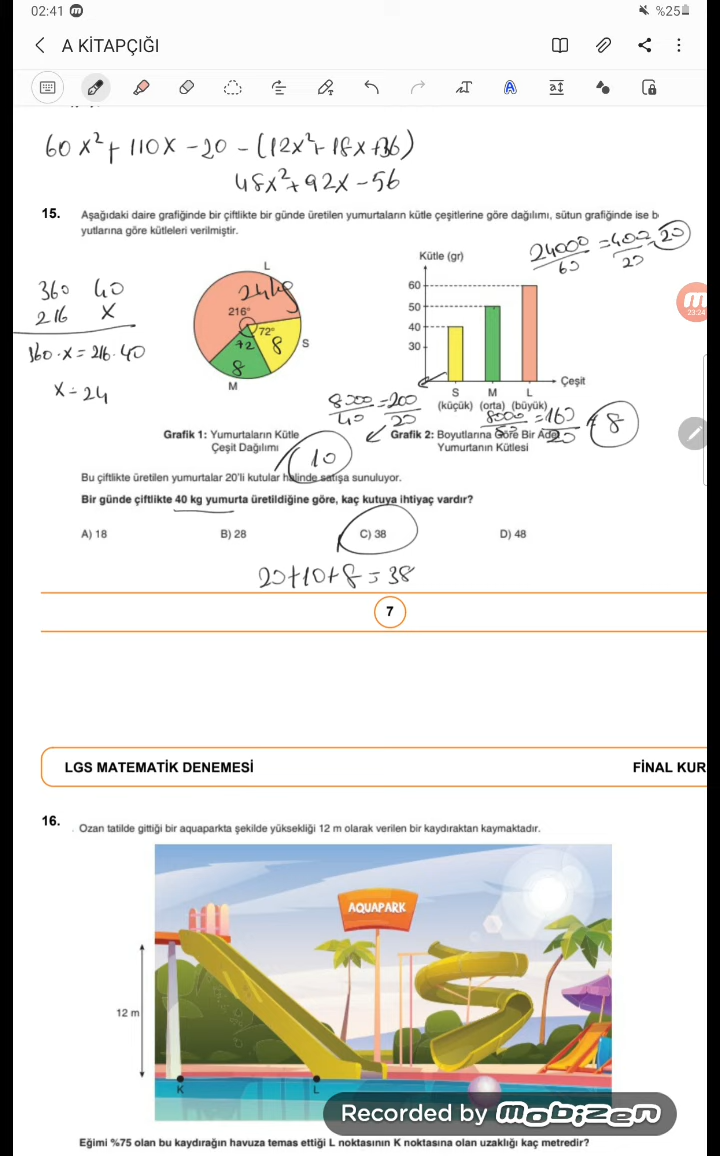 02:41 m %25
A KİTAPÇIĞI
60x²+110x-20-(12x²+18x+36)
48x²+92x-56
15. Aşağıdaki daire grafiğinde bir çiftlikte bir günde üretilen yumurtaların kütle çeşitlerine göre dağılımı, sütun grafiğinde ise b
yutlarına göre kütleleri verilmiştir.
24000/60 = 400/20 = 20
360 40
216 X
360·x=216·40
x=24
L
24kg
216°
72°
72
8
8
S
M
Kütle (gr)
60
50
40
30
Çeşit
S M L
(küçük) (orta) (büyük)
8000/40 = 200/20
10
8000/50 = 160/20 = 8
Grafik 1: Yumurtaların Kütle
Çeşit Dağılımı
Grafik 2: Boyutlarına Göre Bir Adet
Yumurtanın Kütlesi
Bu çiftlikte üretilen yumurtalar 20'li kutular halinde satışa sunuluyor.
Bir günde çiftlikte 40 kg yumurta üretildiğine göre, kaç kutuya ihtiyaç vardır?
A) 18 B) 28 C) 38 D) 48
20+10+8=38
7
LGS MATEMATİK DENEMESİ FİNAL KUR
16. Ozan tatilde gittiği bir aquaparkta şekilde yüksekliği 12 m olarak verilen bir kaydıraktan kaymaktadır.
AQUAPARK
12 m
K L
Recorded by mobizen
Eğimi %75 olan bu kaydırağın havuza temas ettiği L noktasının K noktasına olan uzaklığı kaç metredir?
m
23:24